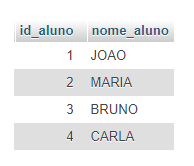 id_aluno nome_aluno
1 JOAO
2 MARIA
3 BRUNO
4 CARLA